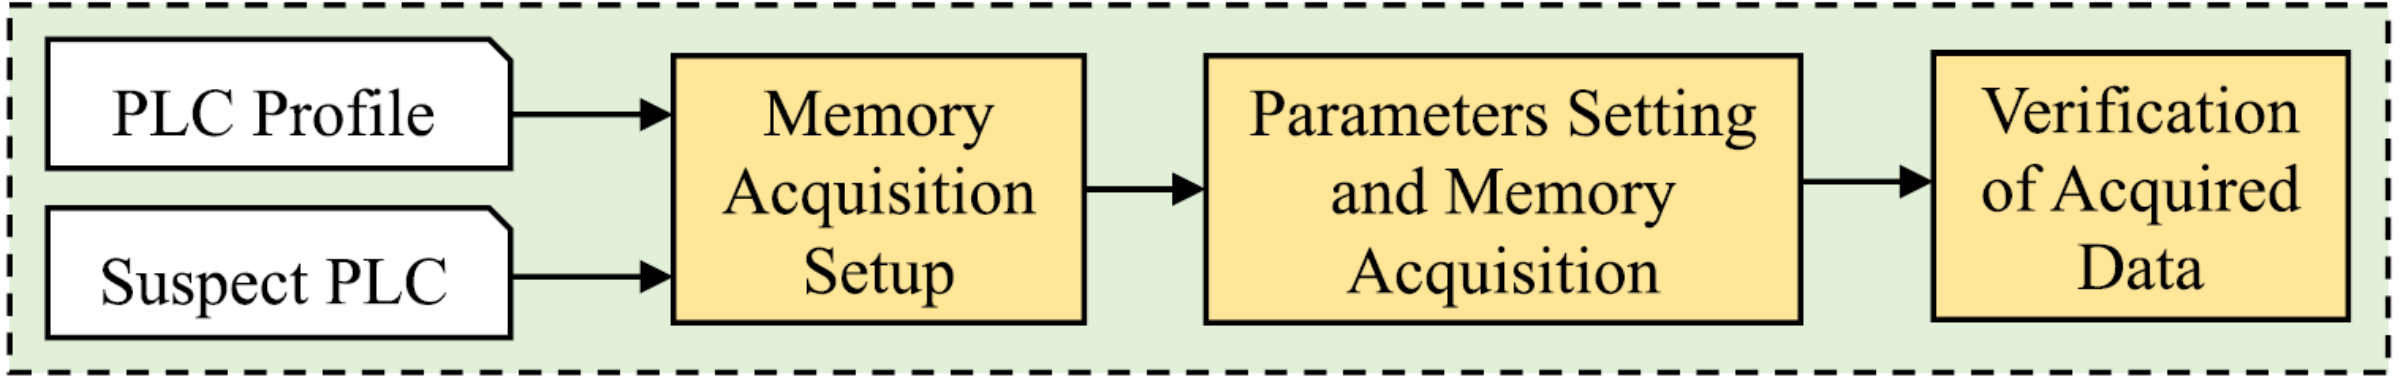 PLC Profile
Suspect PLC
Memory
Acquisition
Setup
Parameters Setting
and Memory
Acquisition
Verification
of Acquired
Data